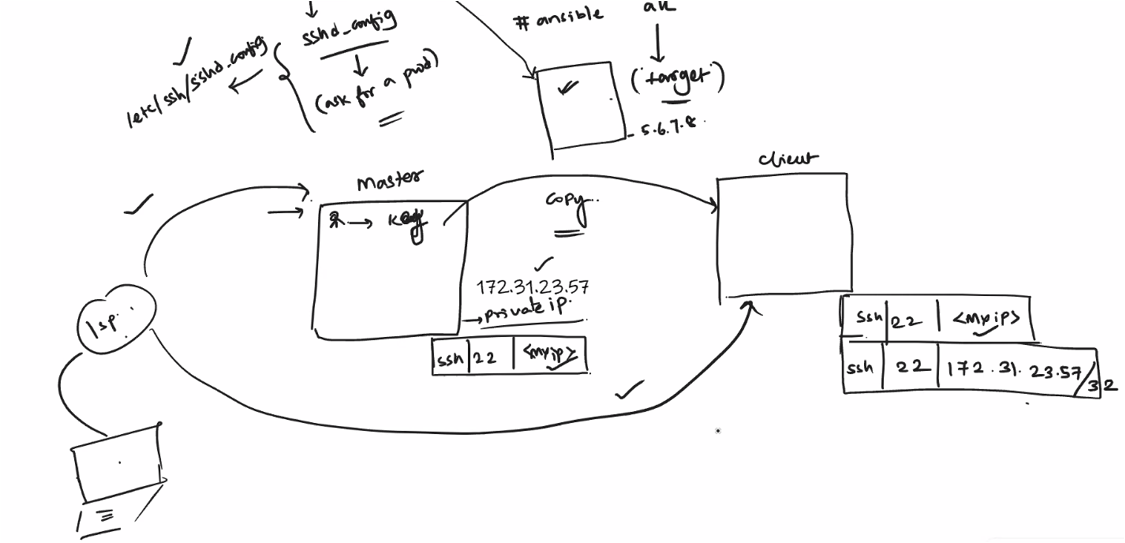 sshd_config
/etc/ssh/sshd_config
(ask for a pwd)
# ansible
(target)
5.6.7.8
Master
key
copy
172.31.23.57
private ip
ssh 22 <myip>
client
ssh 22 <myip>
ssh 22 172.31.23.57/32
Isp